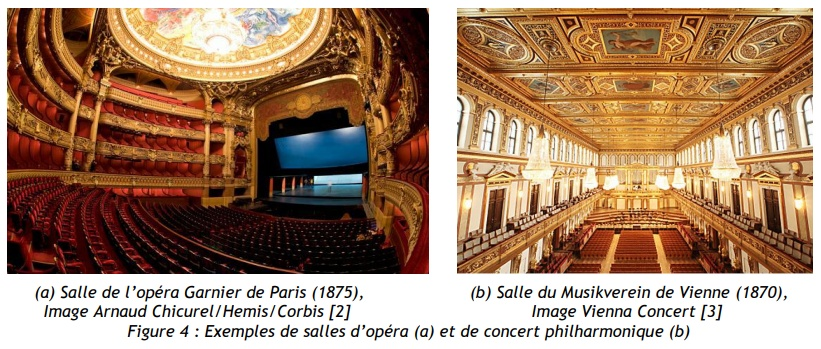 (a) Salle de l’opéra Garnier de Paris (1875),
Image Arnaud Chicurel/Hemis/Corbis [2]
(b) Salle du Musikverein de Vienne (1870),
Image Vienna Concert [3]
Figure 4 : Exemples de salles d’opéra (a) et de concert philharmonique (b)